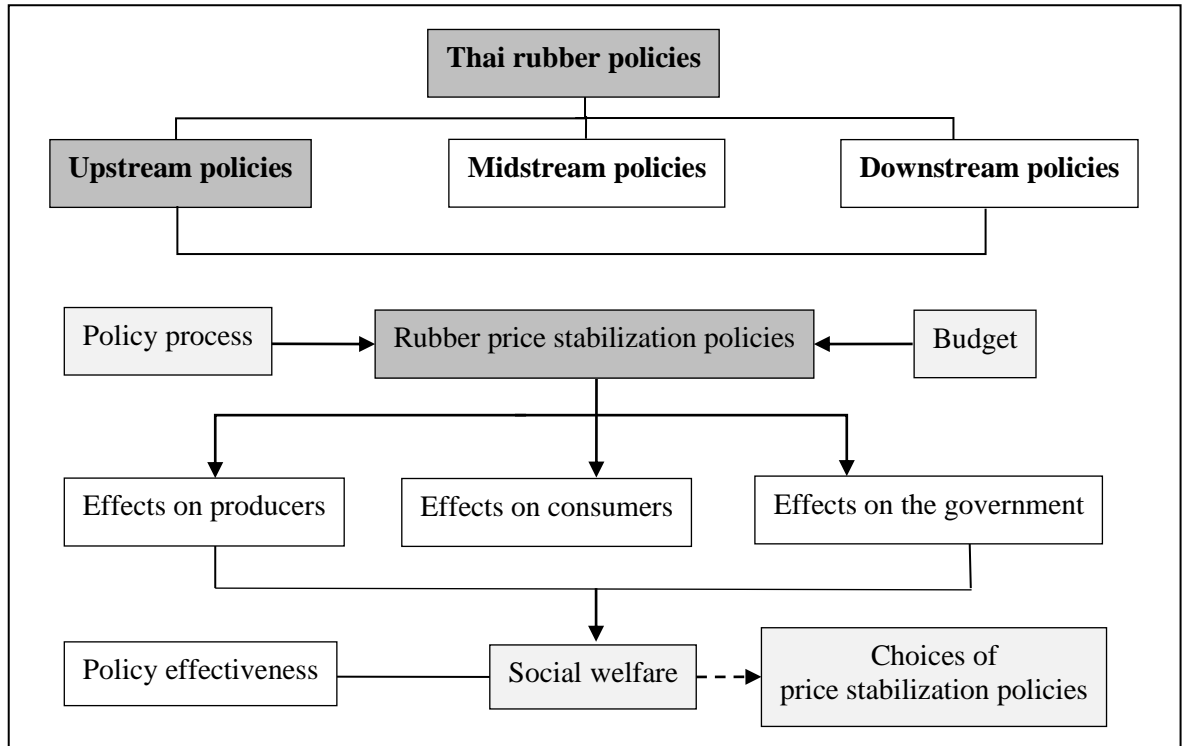 Thai rubber policies
Upstream policies
Midstream policies
Downstream policies
Policy process
Rubber price stabilization policies
Budget
Effects on producers
Effects on consumers
Effects on the government
Policy effectiveness
Social welfare
Choices of
price stabilization policies